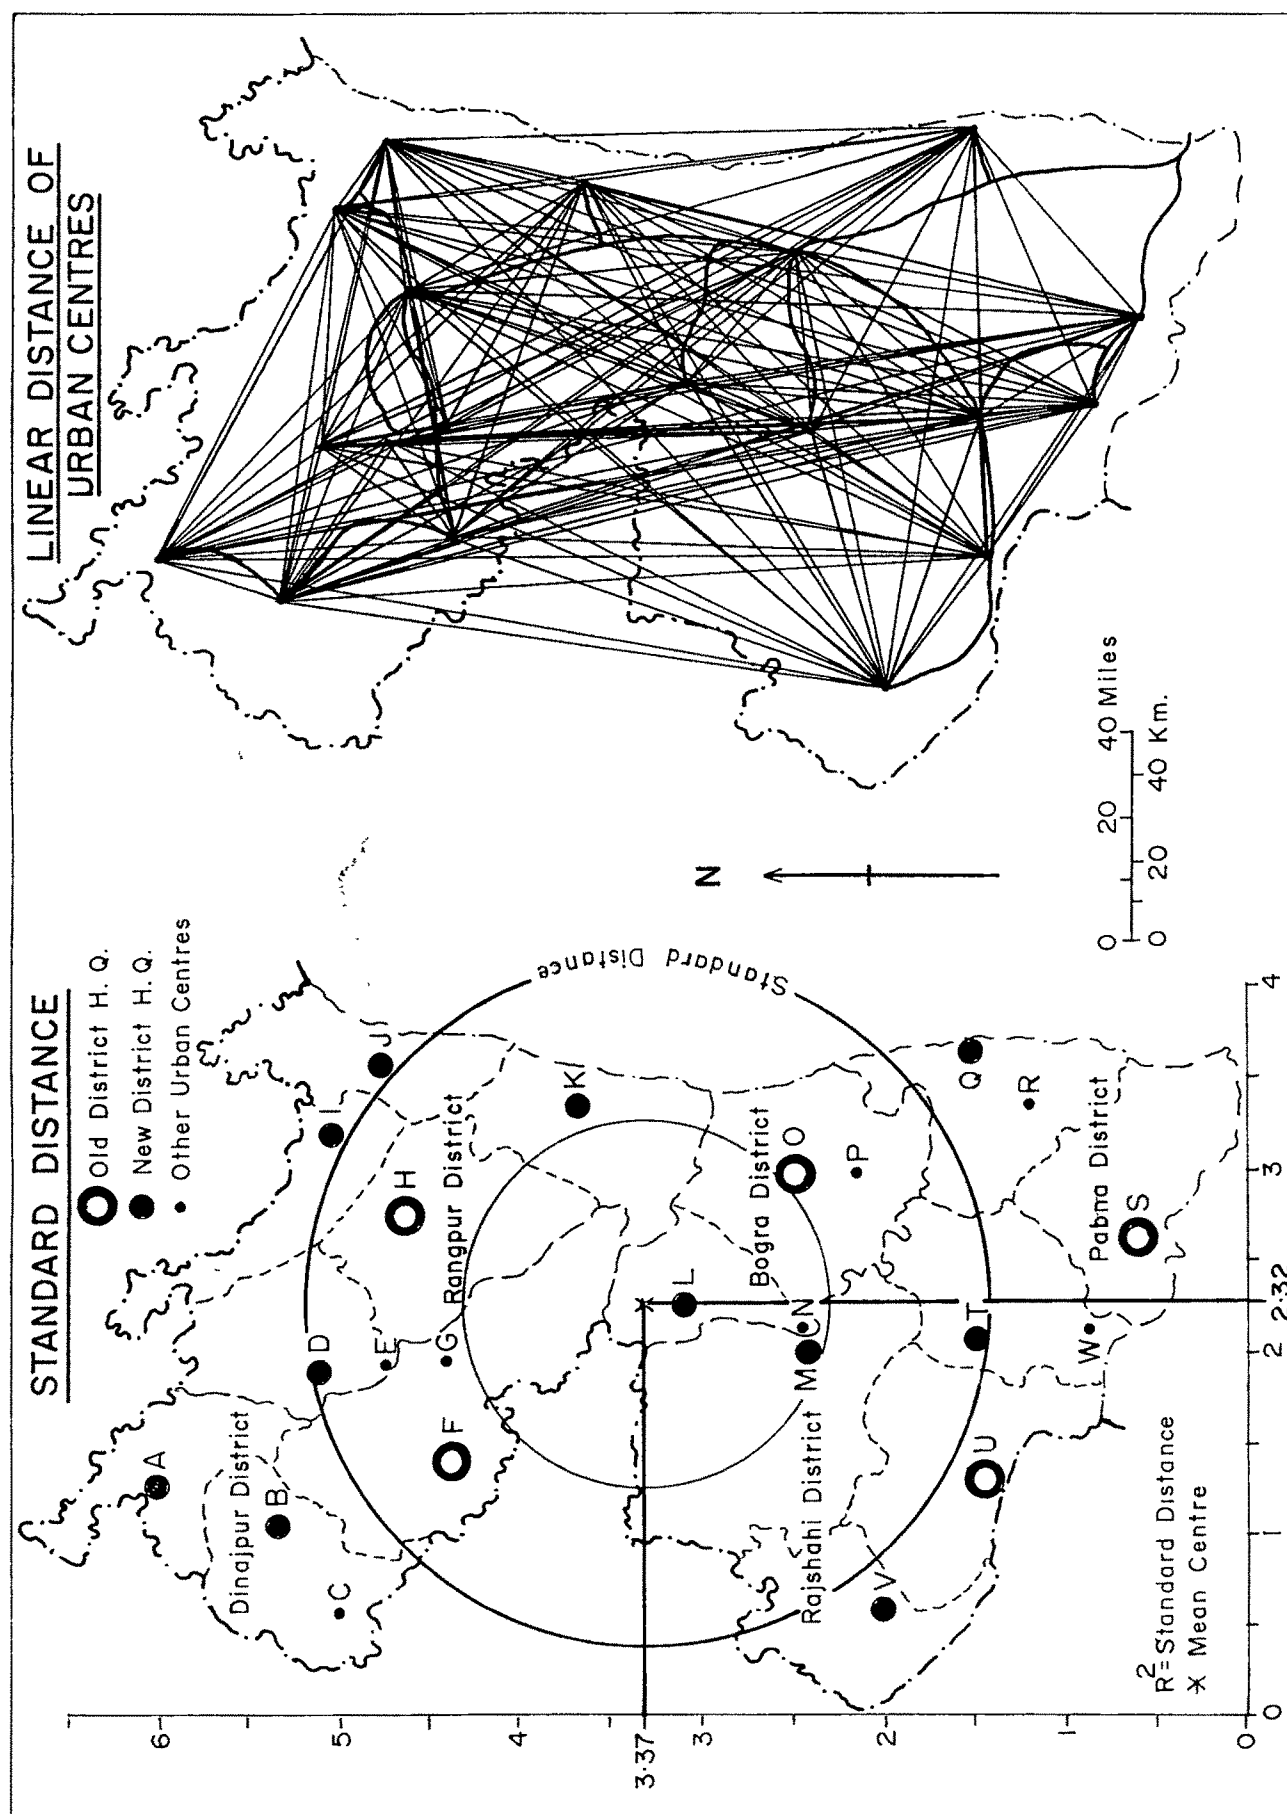 STANDARD DISTANCE
Old District H. Q.
New District H. Q.
Other Urban Centres
A
B
C
D
E
F
G
H
I
J
K
L
M
N
O
P
Q
R
S
T
U
V
W
Dinajpur District
Rangpur District
Bogra District
Rajshahi District
Pabna District
Standard Distance
6
5
4
3·37
3
2
1
0
0
1
2
2·32
3
4
R²=Standard Distance
Mean Centre
LINEAR DISTANCE OF
URBAN CENTRES
N
0 20 40 Miles
0 20 40 Km.